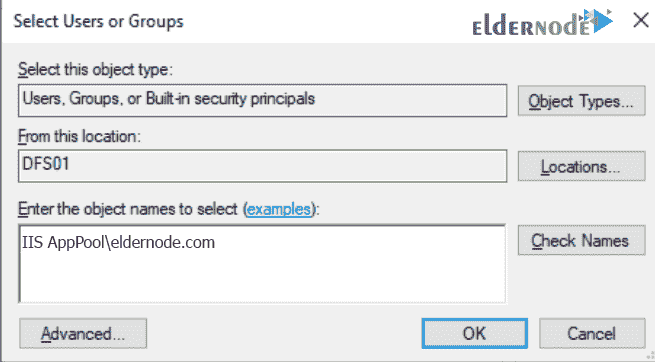 Select Users or Groups
ELDERNODE
Select this object type:
Users, Groups, or Built-in security principals
Object Types...
From this location:
DFS01
Locations...
Enter the object names to select (examples):
IIS AppPool\eldernode.com
Check Names
Advanced...
OK
Cancel